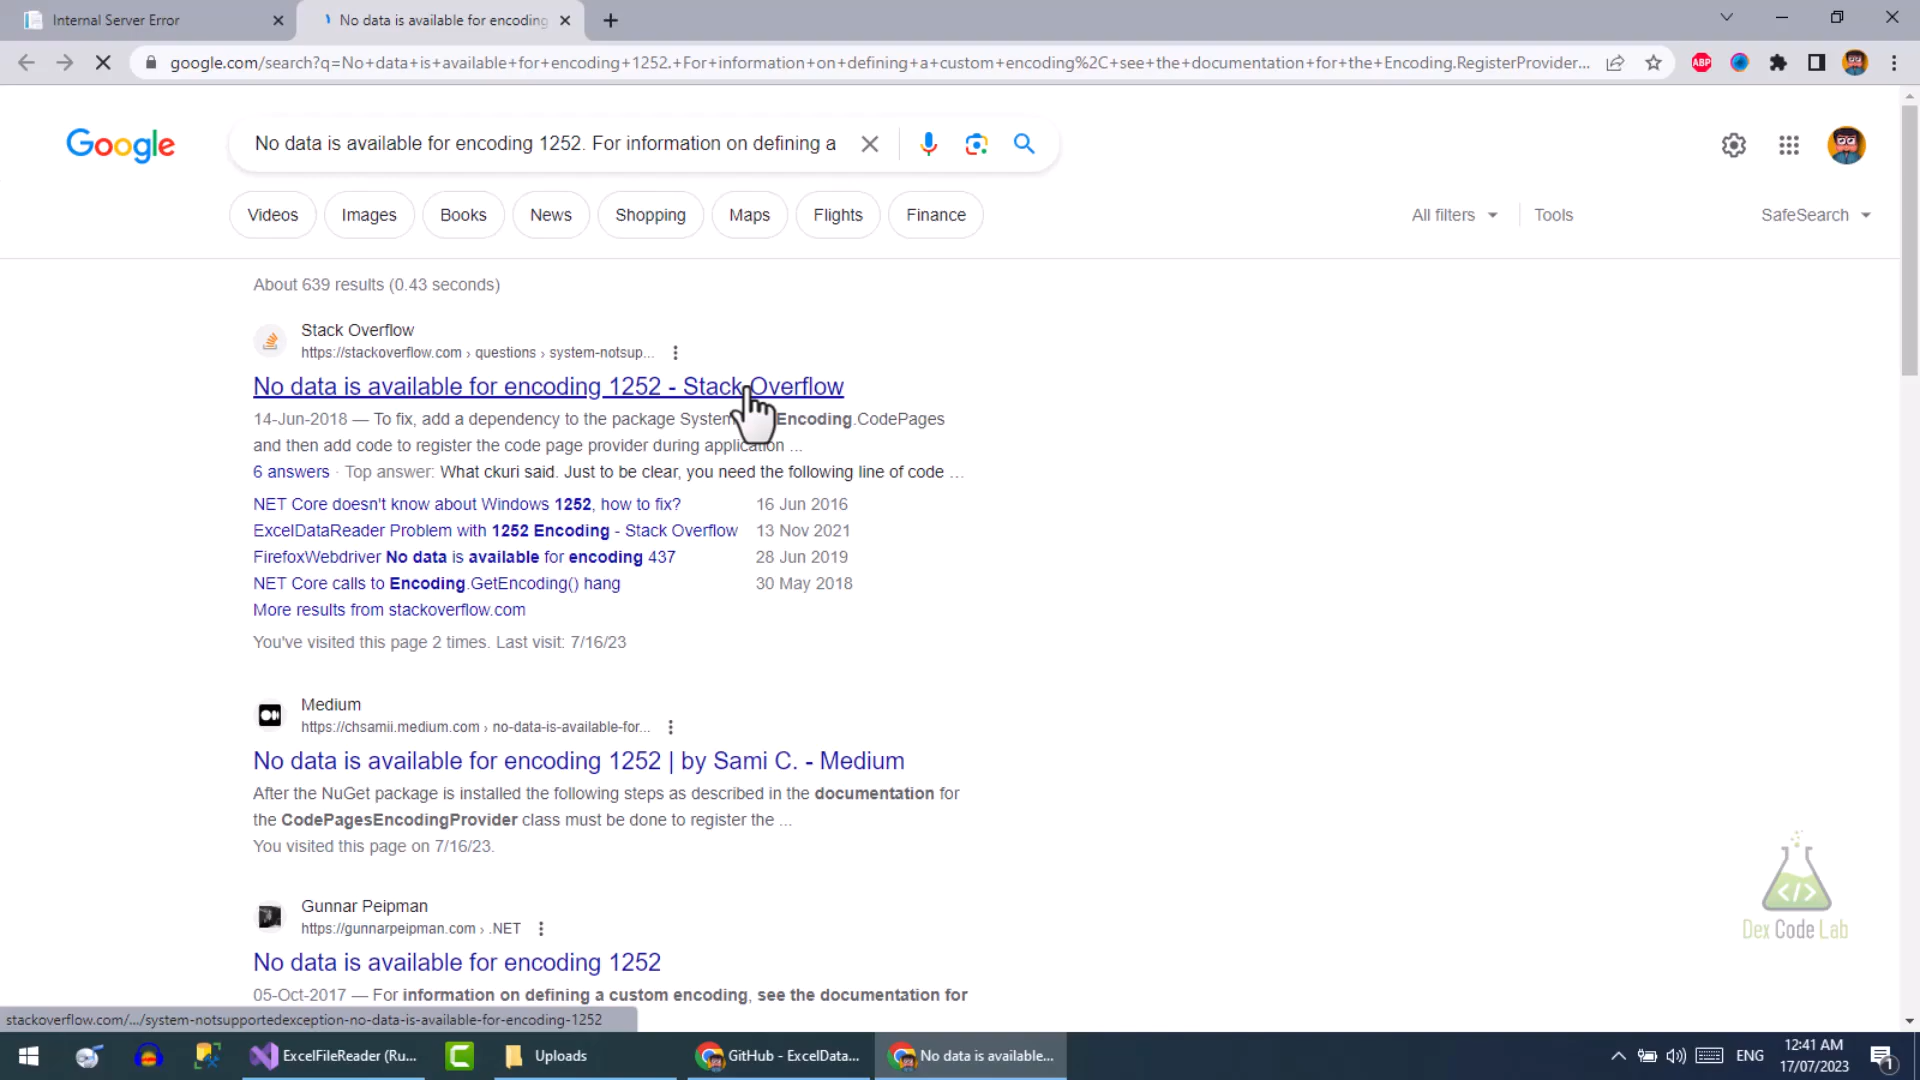 Internal Server Error
No data is available for encoding
google.com/search?q=No+data+is+available+for+encoding+1252.+For+information+on+defining+a+custom+encoding%2C+see+the+documentation+for+the+Encoding.RegisterProvider...
ABP
Google
No data is available for encoding 1252. For information on defining a
Videos
Images
Books
News
Shopping
Maps
Flights
Finance
All filters
Tools
SafeSearch
About 639 results (0.43 seconds)
Stack Overflow
https://stackoverflow.com › questions › system-notsup...
No data is available for encoding 1252 - Stack Overflow
14-Jun-2018 — To fix, add a dependency to the package System Encoding.CodePages
and then add code to register the code page provider during application ...
6 answers · Top answer: What ckuri said. Just to be clear, you need the following line of code ...
NET Core doesn't know about Windows 1252, how to fix? 16 Jun 2016
ExcelDataReader Problem with 1252 Encoding - Stack Overflow 13 Nov 2021
FirefoxWebdriver No data is available for encoding 437 28 Jun 2019
NET Core calls to Encoding.GetEncoding() hang 30 May 2018
More results from stackoverflow.com
You've visited this page 2 times. Last visit: 7/16/23
Medium
https://chsamii.medium.com › no-data-is-available-for...
No data is available for encoding 1252 | by Sami C. - Medium
After the NuGet package is installed the following steps as described in the documentation for
the CodePagesEncodingProvider class must be done to register the ...
You visited this page on 7/16/23.
Gunnar Peipman
https://gunnarpeipman.com › .NET
No data is available for encoding 1252
05-Oct-2017 — For information on defining a custom encoding, see the documentation for
</>
Dex Code Lab
stackoverflow.com/.../system-notsupportedexception-no-data-is-available-for-encoding-1252
ExcelFileReader (Ru...
C
Uploads
GitHub - ExcelData...
No data is available...
ENG
12:41 AM
17/07/2023
1